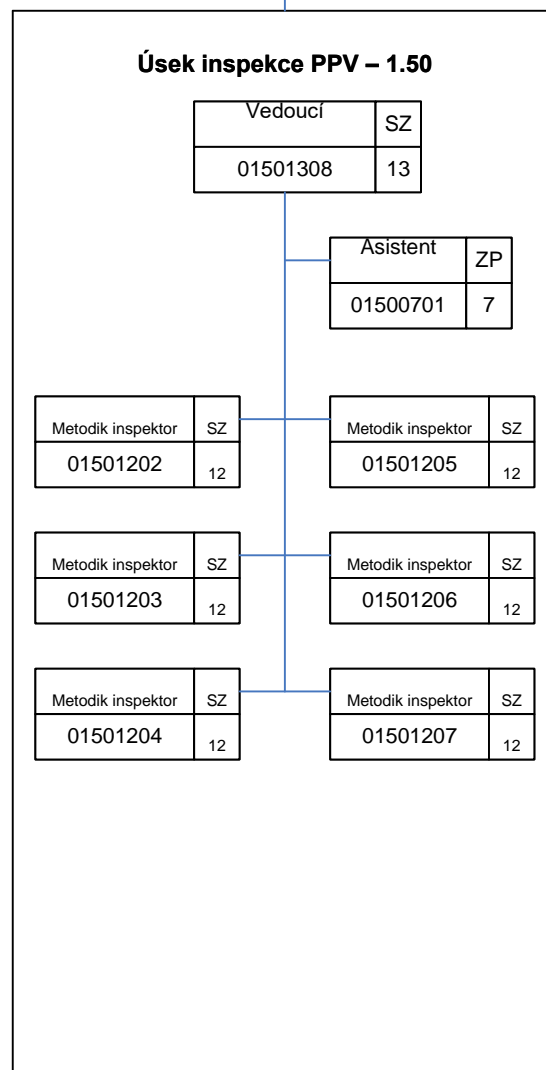 Úsek inspekce PPV – 1.50
Vedoucí SZ
01501308 13
Asistent ZP
01500701 7
Metodik inspektor SZ
01501202 12
Metodik inspektor SZ
01501205 12
Metodik inspektor SZ
01501203 12
Metodik inspektor SZ
01501206 12
Metodik inspektor SZ
01501204 12
Metodik inspektor SZ
01501207 12